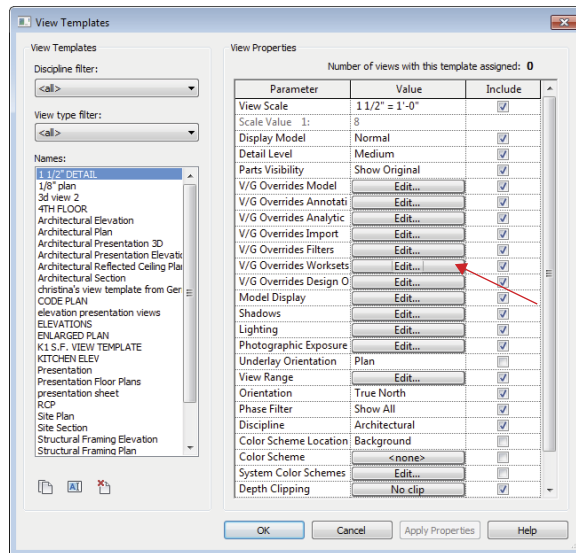 View Templates
View Templates
Discipline filter:
<all>
View type filter:
<all>
Names:
1 1/2" DETAIL
1/8" plan
3d view 2
4TH FLOOR
Architectural Elevation
Architectural Plan
Architectural Presentation 3D
Architectural Presentation Elevatic
Architectural Reflected Ceiling Plar
Architectural Section
christina's view template from Ger
CODE PLAN
elevation presentation views
ELEVATIONS
ENLARGED PLAN
K1 S.F. VIEW TEMPLATE
KITCHEN ELEV
Presentation
Presentation Floor Plans
presentation sheet
RCP
Site Plan
Site Section
Structural Framing Elevation
Structural Framing Plan
View Properties
Number of views with this template assigned: 0
Parameter Value Include
View Scale 1 1/2" = 1'-0"
Scale Value 1: 8
Display Model Normal
Detail Level Medium
Parts Visibility Show Original
V/G Overrides Model Edit...
V/G Overrides Annotati Edit...
V/G Overrides Analytic Edit...
V/G Overrides Import Edit...
V/G Overrides Filters Edit...
V/G Overrides Worksets Edit...
V/G Overrides Design O Edit...
Model Display Edit...
Shadows Edit...
Lighting Edit...
Photographic Exposure Edit...
Underlay Orientation Plan
View Range Edit...
Orientation True North
Phase Filter Show All
Discipline Architectural
Color Scheme Location Background
Color Scheme <none>
System Color Schemes Edit...
Depth Clipping No clip
OK Cancel Apply Properties Help